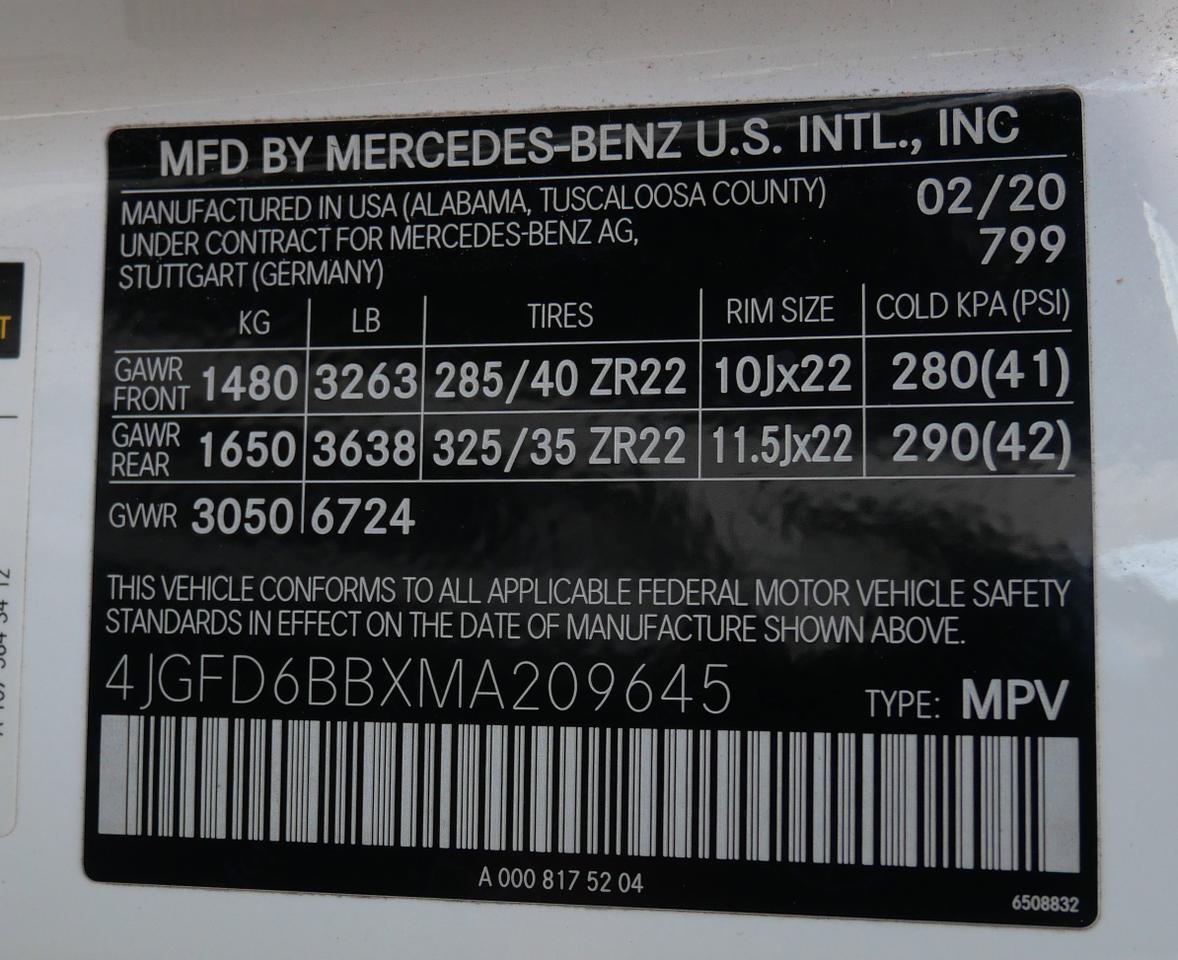 MFD BY MERCEDES-BENZ U.S. INTL., INC
MANUFACTURED IN USA (ALABAMA, TUSCALOOSA COUNTY) 02/20
UNDER CONTRACT FOR MERCEDES-BENZ AG, 799
STUTTGART (GERMANY)
KG LB TIRES RIM SIZE COLD KPA (PSI)
GAWR FRONT 1480 3263 285/40 ZR22 10Jx22 280(41)
GAWR REAR 1650 3638 325/35 ZR22 11.5Jx22 290(42)
GVWR 3050 6724
THIS VEHICLE CONFORMS TO ALL APPLICABLE FEDERAL MOTOR VEHICLE SAFETY
STANDARDS IN EFFECT ON THE DATE OF MANUFACTURE SHOWN ABOVE.
4JGFD6BBXMA209645 TYPE: MPV
A 000 817 52 04
6508832